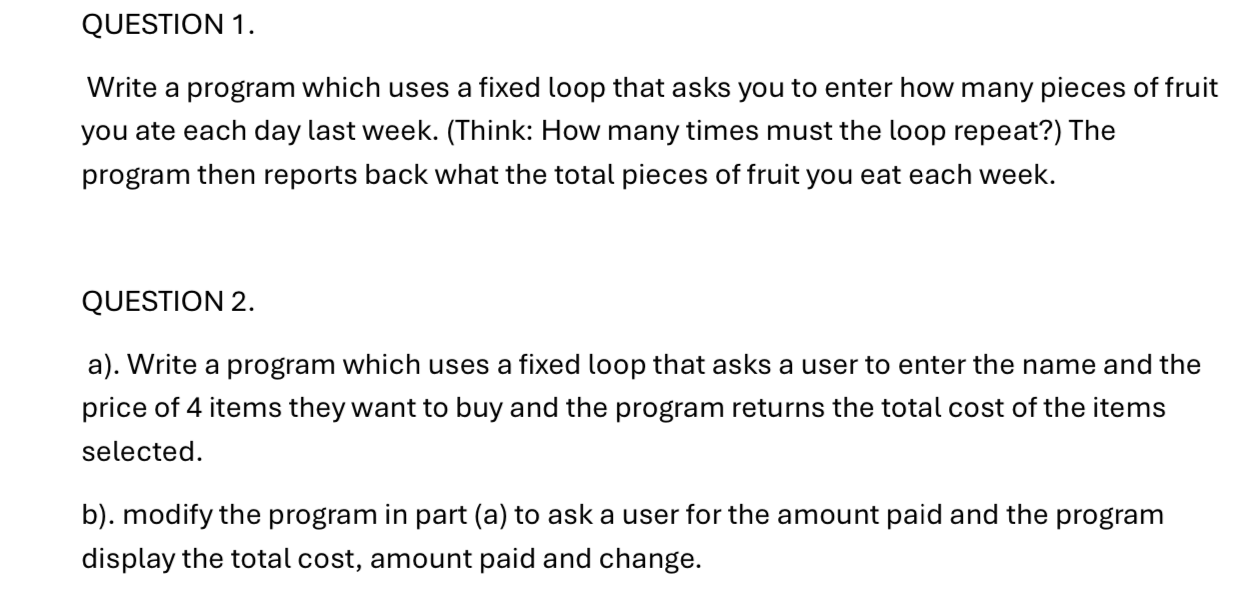 QUESTION 1.
Write a program which uses a fixed loop that asks you to enter how many pieces of fruit
you ate each day last week. (Think: How many times must the loop repeat?) The
program then reports back what the total pieces of fruit you eat each week.
QUESTION 2.
a). Write a program which uses a fixed loop that asks a user to enter the name and the
price of 4 items they want to buy and the program returns the total cost of the items
selected.
b). modify the program in part (a) to ask a user for the amount paid and the program
display the total cost, amount paid and change.